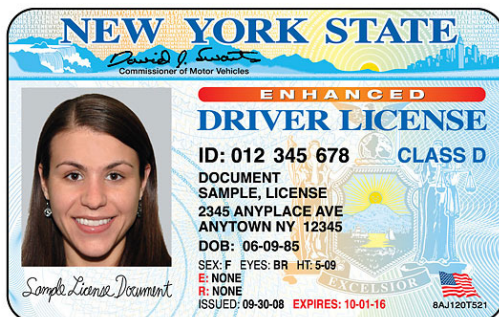 NEW YORK STATE
David J. Swarts
Commissioner of Motor Vehicles
ENHANCED
DRIVER LICENSE
ID: 012 345 678 CLASS D
DOCUMENT
SAMPLE, LICENSE
2345 ANYPLACE AVE
ANYTOWN NY 12345
DOB: 06-09-85
SEX: F EYES: BR HT: 5-09
E: NONE
R: NONE
ISSUED: 09-30-08 EXPIRES: 10-01-16
Sample License Document
EXCELSIOR
8AJ120T521